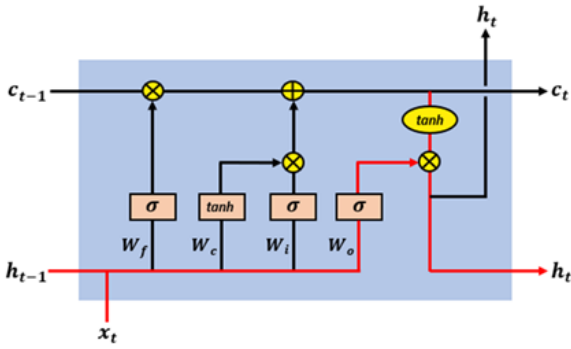 h_t
c_{t-1} c_t
tanh
σ tanh σ σ
W_f W_c W_i W_o
h_{t-1} h_t
x_t